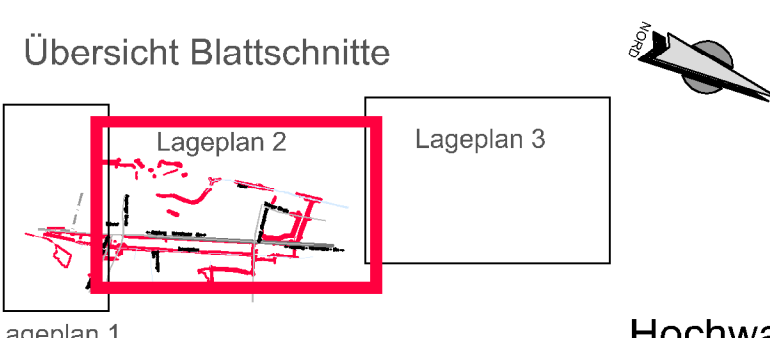 Übersicht Blattschnitte
NORD
Lageplan 2
Lageplan 3
ageplan 1
Hochwa